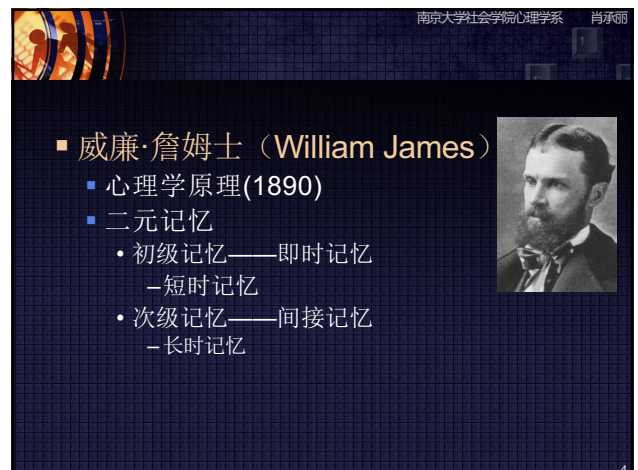 南京大学社会学院心理学系 肖承丽
威廉·詹姆士（William James）
心理学原理(1890)
二元记忆
初级记忆——即时记忆
–短时记忆
次级记忆——间接记忆
–长时记忆
4